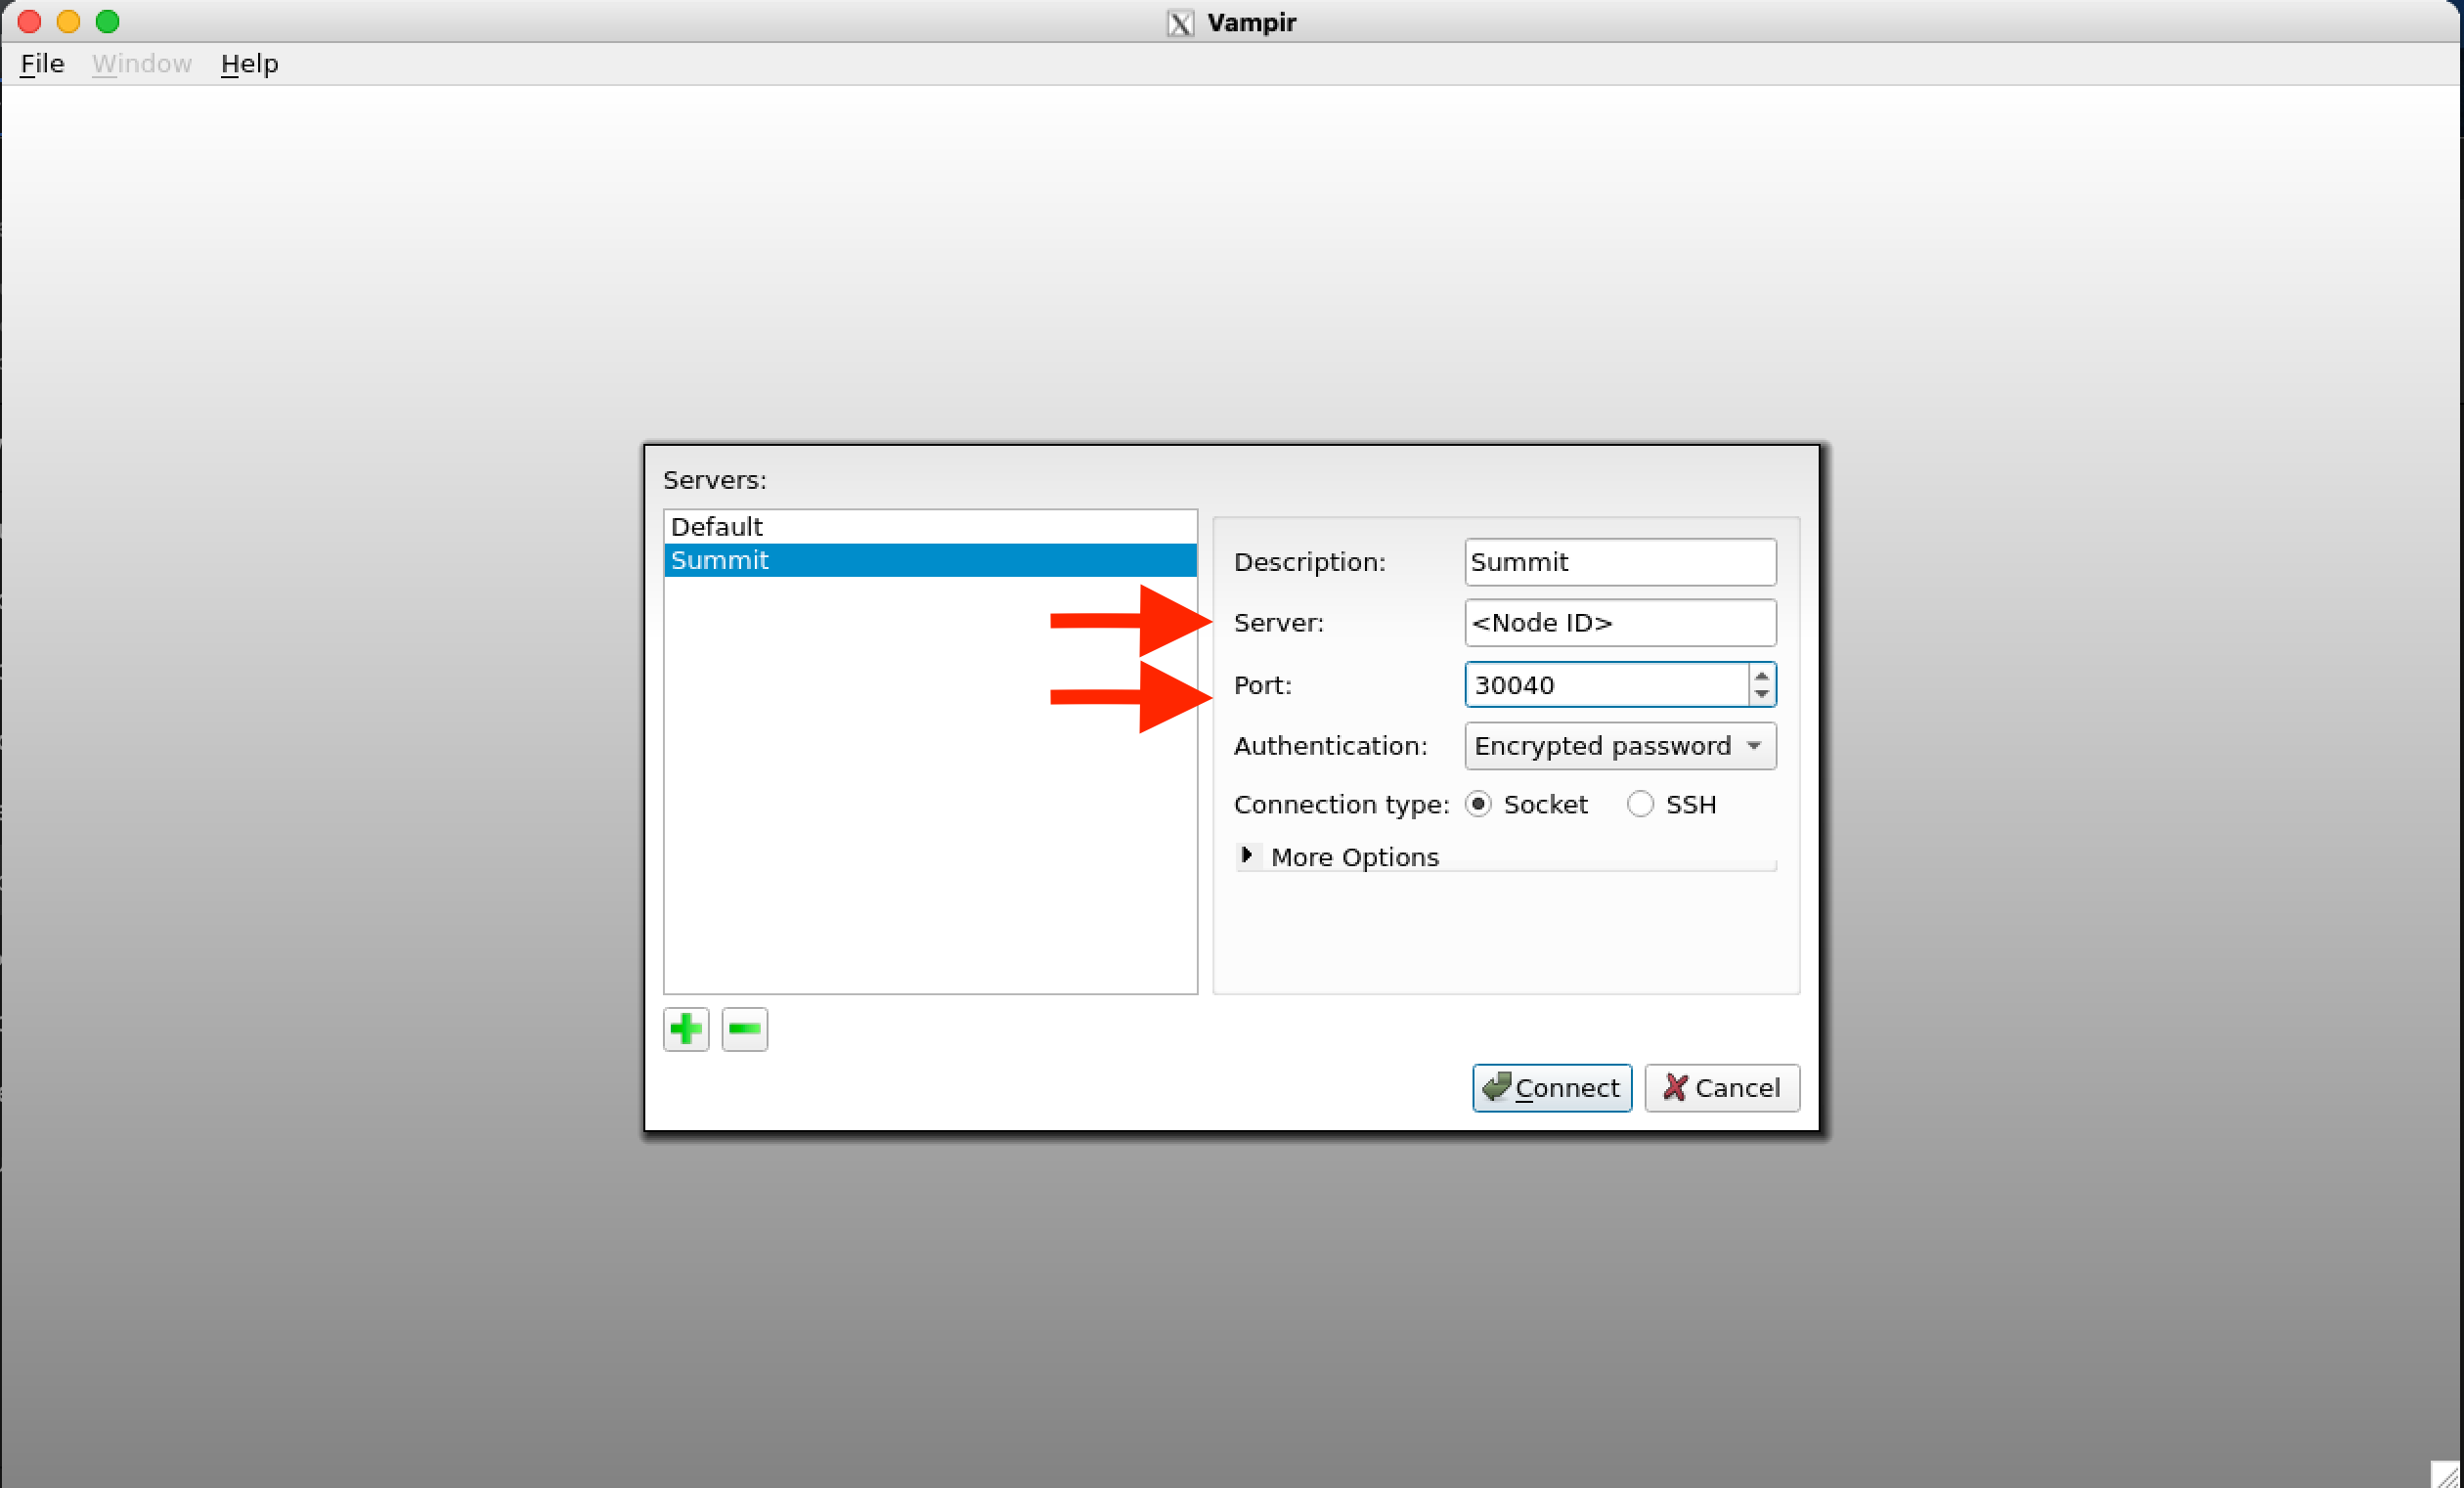 Vampir
File Window Help
Servers:
Default
Summit
Description: Summit
Server: <Node ID>
Port: 30040
Authentication: Encrypted password
Connection type: Socket SSH
More Options
Connect Cancel